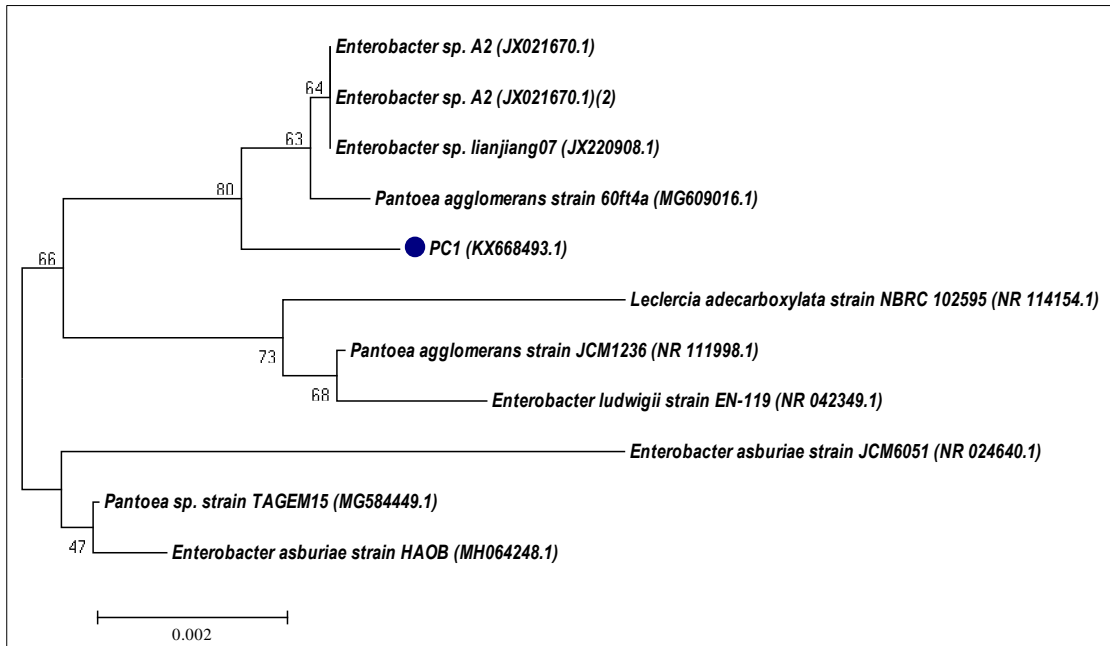 Enterobacter sp. A2 (JX021670.1)
64
Enterobacter sp. A2 (JX021670.1)(2)
63
Enterobacter sp. lianjiang07 (JX220908.1)
80
Pantoea agglomerans strain 60ft4a (MG609016.1)
PC1 (KX668493.1)
66
Leclercia adecarboxylata strain NBRC 102595 (NR 114154.1)
73
Pantoea agglomerans strain JCM1236 (NR 111998.1)
68
Enterobacter ludwigii strain EN-119 (NR 042349.1)
Enterobacter asburiae strain JCM6051 (NR 024640.1)
Pantoea sp. strain TAGEM15 (MG584449.1)
47
Enterobacter asburiae strain HAOB (MH064248.1)
0.002